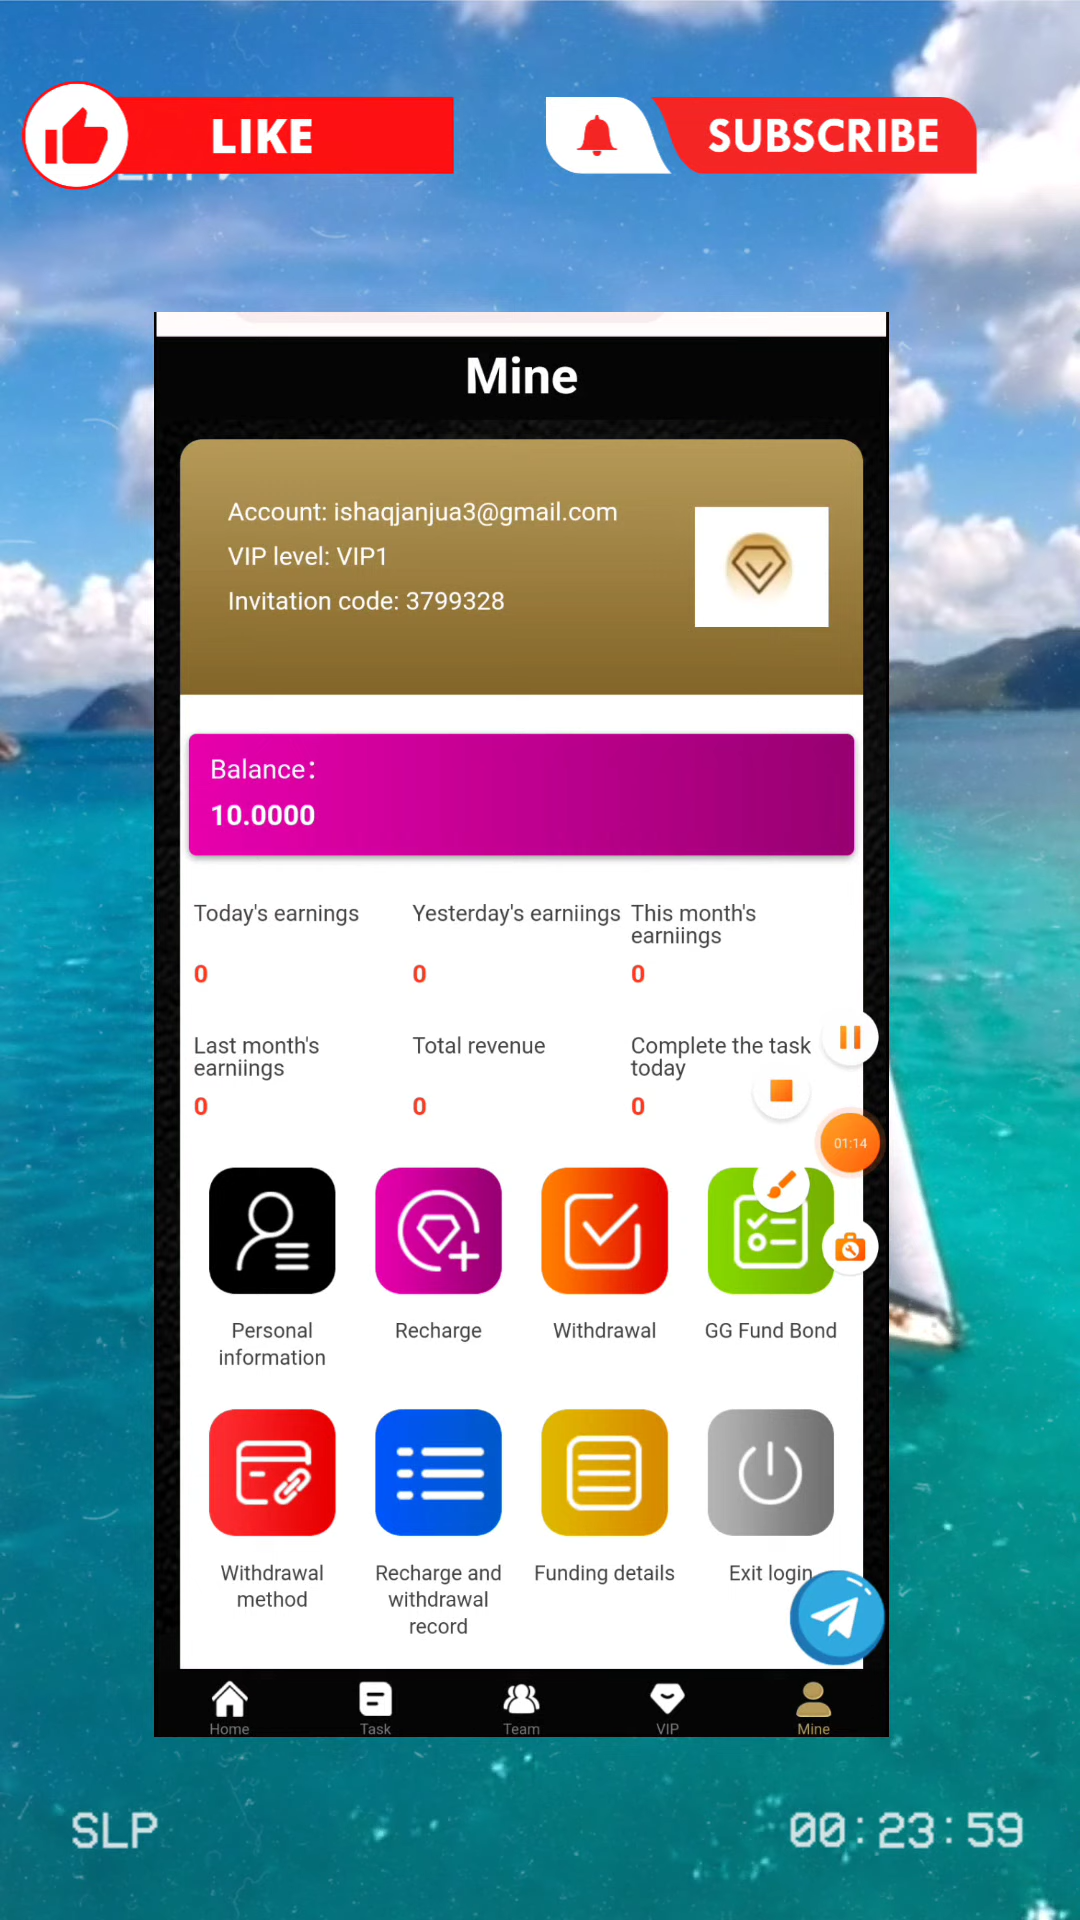 LIKE
SUBSCRIBE
Mine
Account: ishaqjanjua3@gmail.com
VIP level: VIP1
Invitation code: 3799328
Balance:
10.0000
Today's earnings
Yesterday's earniings
This month's
earniings
0
0
0
Last month's
earniings
Total revenue
Complete the task
today
0
0
0
01:14
Personal
information
Recharge
Withdrawal
GG Fund Bond
Withdrawal
method
Recharge and
withdrawal
record
Funding details
Exit login
Home
Task
Team
VIP
Mine
SLP
00:23:59